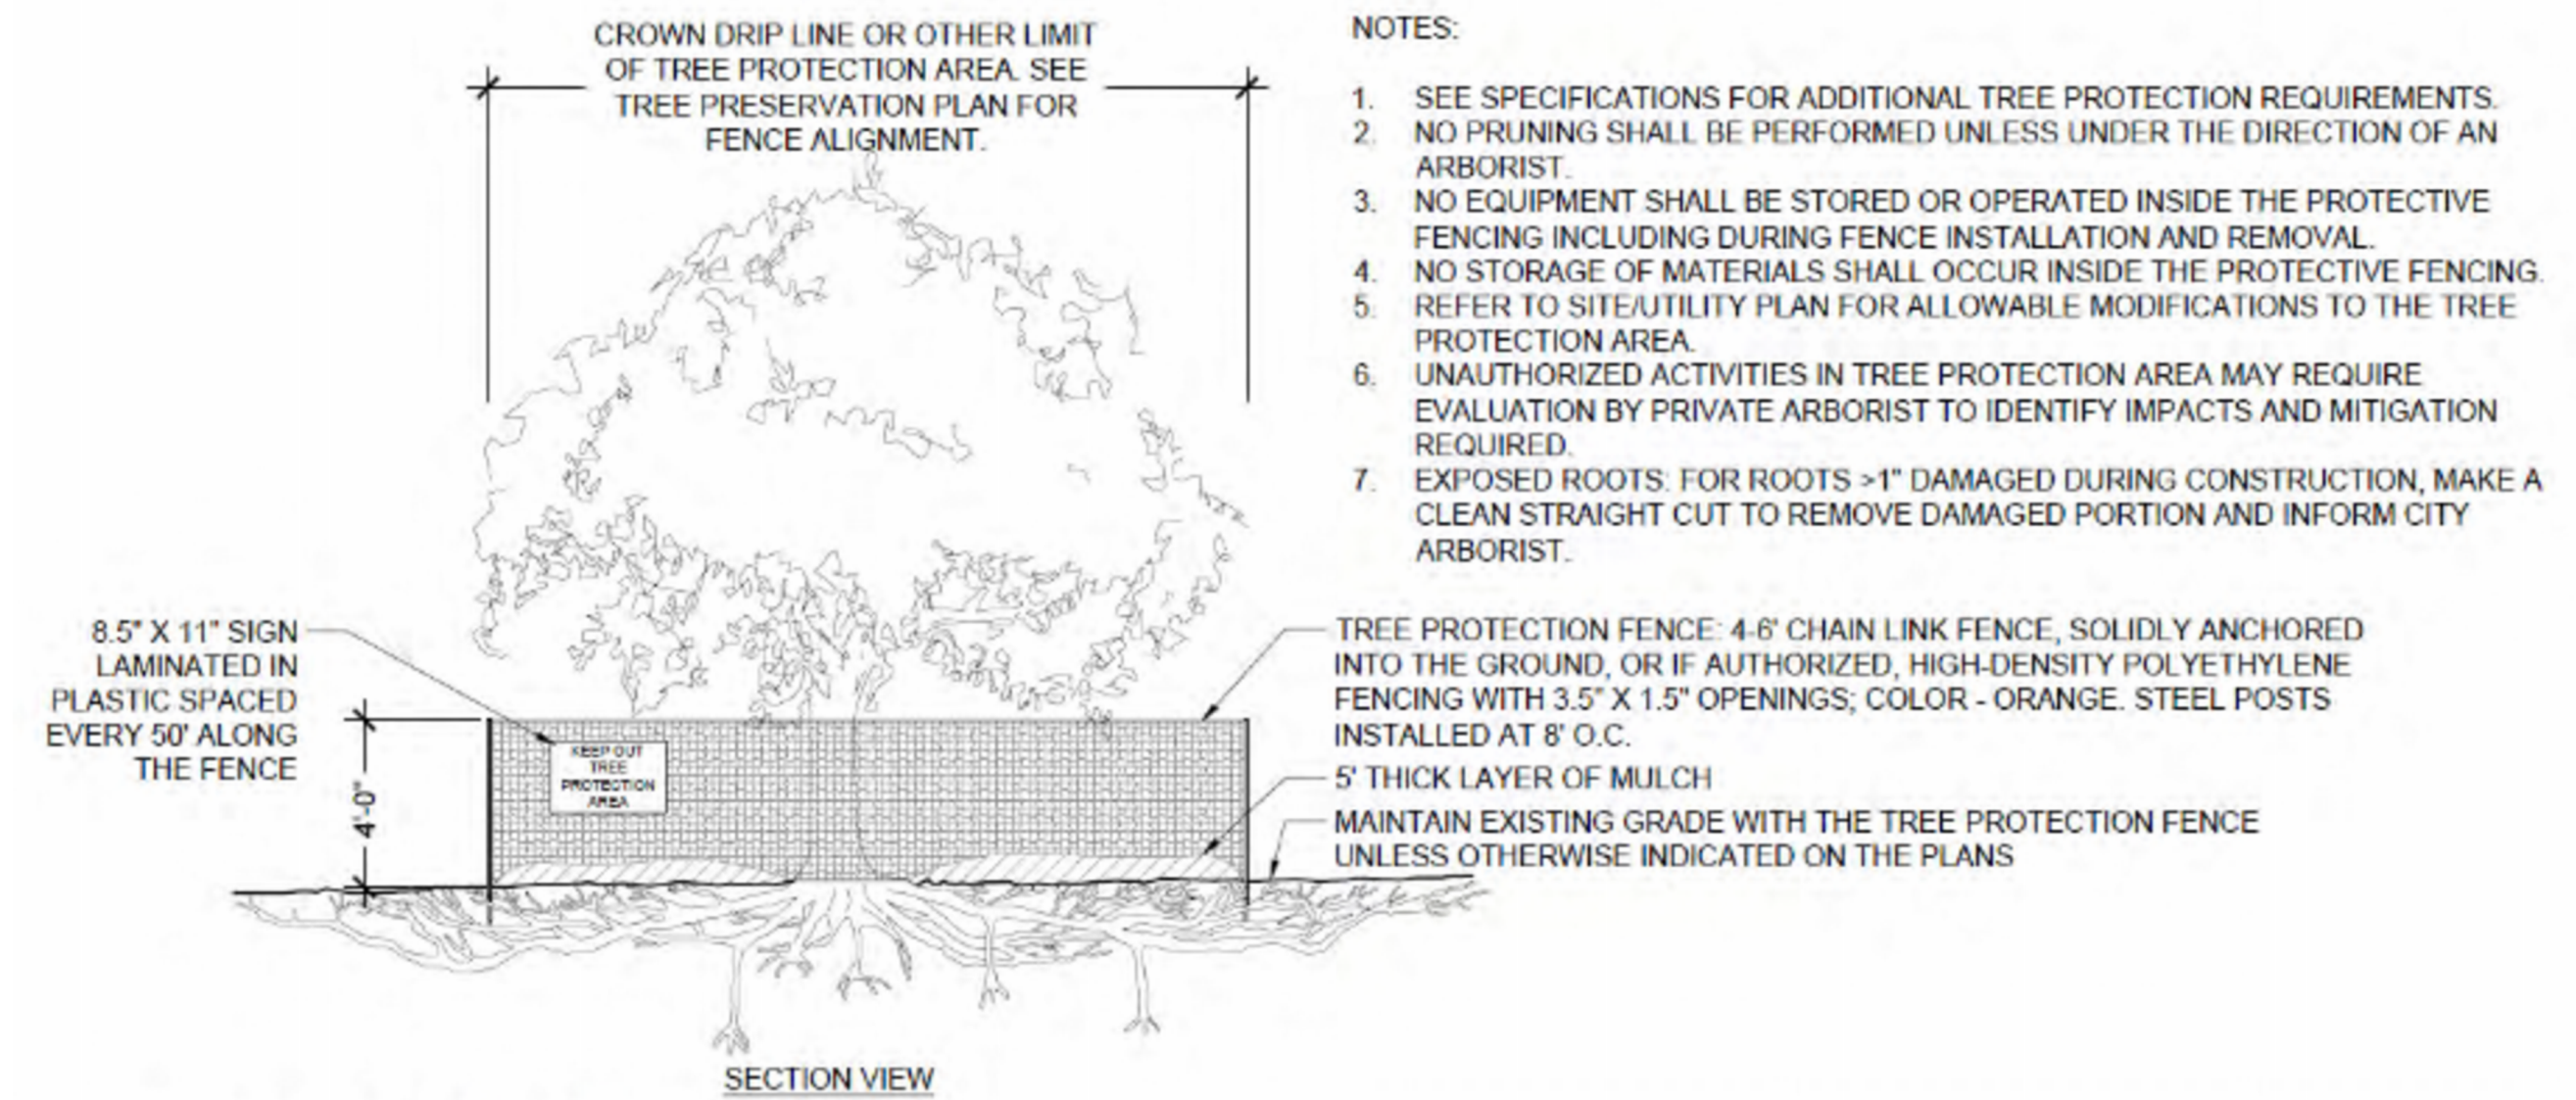 CROWN DRIP LINE OR OTHER LIMIT
OF TREE PROTECTION AREA. SEE
TREE PRESERVATION PLAN FOR
FENCE ALIGNMENT.
NOTES:
1. SEE SPECIFICATIONS FOR ADDITIONAL TREE PROTECTION REQUIREMENTS.
2. NO PRUNING SHALL BE PERFORMED UNLESS UNDER THE DIRECTION OF AN
ARBORIST.
3. NO EQUIPMENT SHALL BE STORED OR OPERATED INSIDE THE PROTECTIVE
FENCING INCLUDING DURING FENCE INSTALLATION AND REMOVAL.
4. NO STORAGE OF MATERIALS SHALL OCCUR INSIDE THE PROTECTIVE FENCING.
5. REFER TO SITE/UTILITY PLAN FOR ALLOWABLE MODIFICATIONS TO THE TREE
PROTECTION AREA.
6. UNAUTHORIZED ACTIVITIES IN TREE PROTECTION AREA MAY REQUIRE
EVALUATION BY PRIVATE ARBORIST TO IDENTIFY IMPACTS AND MITIGATION
REQUIRED.
7. EXPOSED ROOTS: FOR ROOTS >1" DAMAGED DURING CONSTRUCTION, MAKE A
CLEAN STRAIGHT CUT TO REMOVE DAMAGED PORTION AND INFORM CITY
ARBORIST.
8.5" X 11" SIGN
LAMINATED IN
PLASTIC SPACED
EVERY 50' ALONG
THE FENCE
4'-0"
KEEP OUT
TREE
PROTECTION
AREA
TREE PROTECTION FENCE: 4-6' CHAIN LINK FENCE, SOLIDLY ANCHORED
INTO THE GROUND, OR IF AUTHORIZED, HIGH-DENSITY POLYETHYLENE
FENCING WITH 3.5" X 1.5" OPENINGS; COLOR - ORANGE. STEEL POSTS
INSTALLED AT 8' O.C.
5' THICK LAYER OF MULCH
MAINTAIN EXISTING GRADE WITH THE TREE PROTECTION FENCE
UNLESS OTHERWISE INDICATED ON THE PLANS
SECTION VIEW